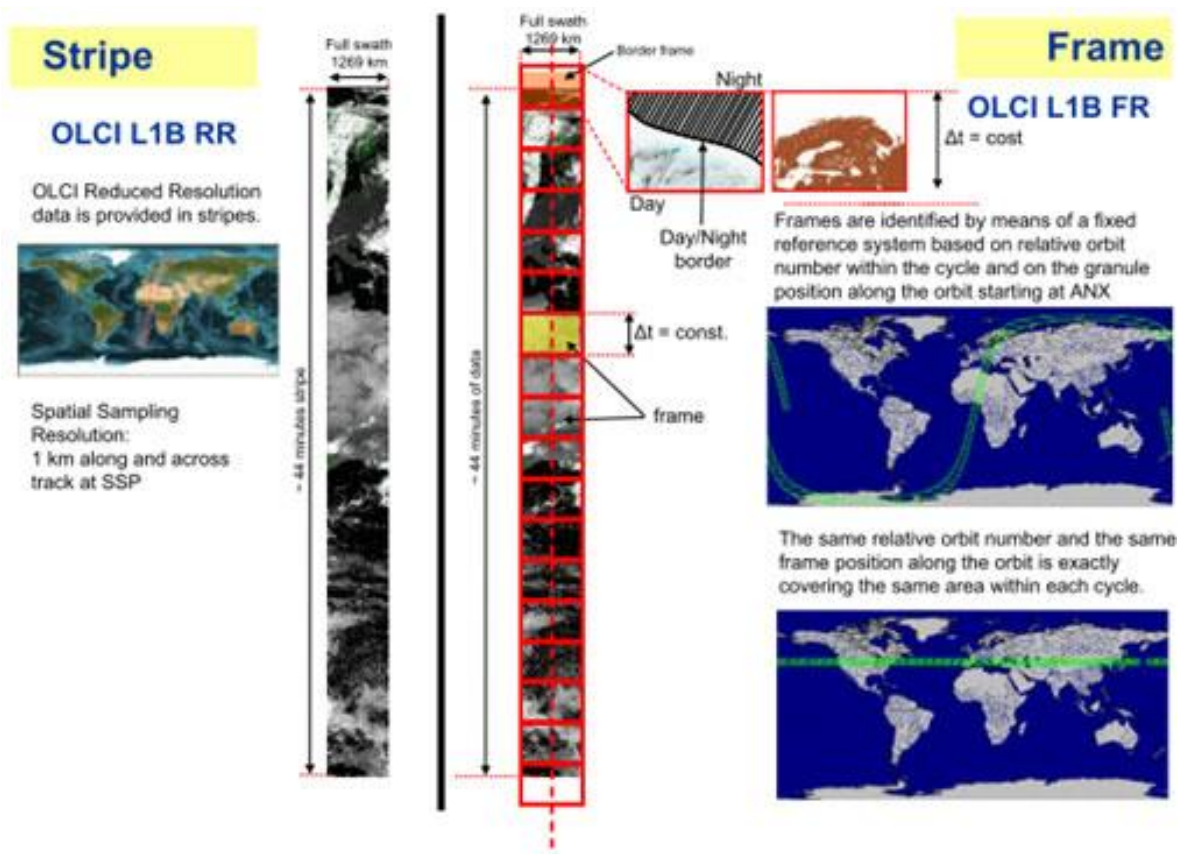 Stripe
OLCI L1B RR
OLCI Reduced Resolution
data is provided in stripes.
Spatial Sampling
Resolution:
1 km along and across
track at SSP
Full swath
1269 km
~ 44 minutes stripe
Full swath
1269 km
Border frame
~ 44 minutes of data
Night
Day
Day/Night
border
Δt = const.
frame
Frame
OLCI L1B FR
Δt = cost
Frames are identified by means of a fixed
reference system based on relative orbit
number within the cycle and on the granule
position along the orbit starting at ANX
The same relative orbit number and the same
frame position along the orbit is exactly
covering the same area within each cycle.